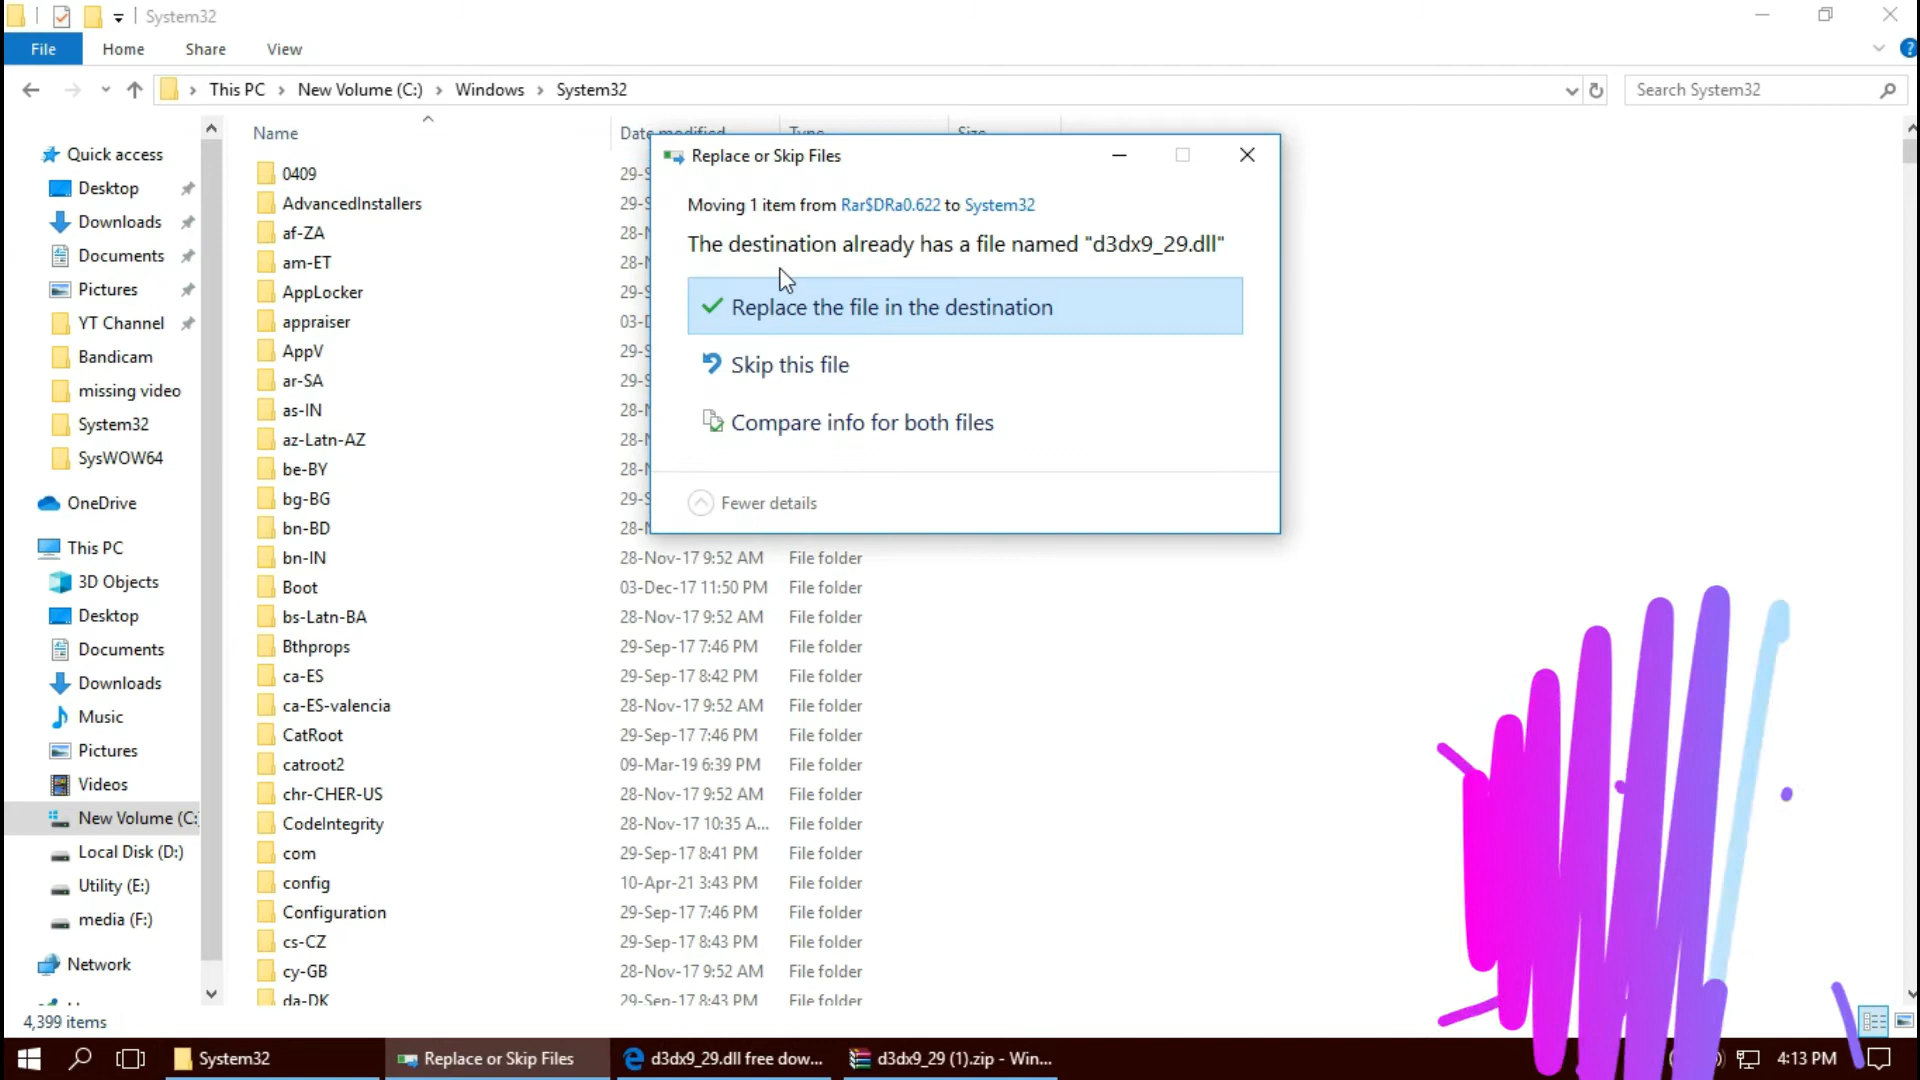 System32
File Home Share View
This PC New Volume (C:) Windows System32
Search System32
Name Date modified Type Size
Quick access
Desktop
Downloads
Documents
Pictures
YT Channel
Bandicam
missing video
System32
SysWOW64
OneDrive
This PC
3D Objects
Desktop
Documents
Downloads
Music
Pictures
Videos
New Volume (C:
Local Disk (D:)
Utility (E:)
media (F:)
Network
0409
AdvancedInstallers
af-ZA
am-ET
AppLocker
appraiser
AppV
ar-SA
as-IN
az-Latn-AZ
be-BY
bg-BG
bn-BD
bn-IN 28-Nov-17 9:52 AM File folder
Boot 03-Dec-17 11:50 PM File folder
bs-Latn-BA 28-Nov-17 9:52 AM File folder
Bthprops 29-Sep-17 7:46 PM File folder
ca-ES 29-Sep-17 8:42 PM File folder
ca-ES-valencia 28-Nov-17 9:52 AM File folder
CatRoot 29-Sep-17 7:46 PM File folder
catroot2 09-Mar-19 6:39 PM File folder
chr-CHER-US 28-Nov-17 9:52 AM File folder
CodeIntegrity 28-Nov-17 10:35 A... File folder
com 29-Sep-17 8:41 PM File folder
config 10-Apr-21 3:43 PM File folder
Configuration 29-Sep-17 7:46 PM File folder
cs-CZ 29-Sep-17 8:43 PM File folder
cy-GB 28-Nov-17 9:52 AM File folder
da-DK 29-Sep-17 8:43 PM File folder
Replace or Skip Files
Moving 1 item from Rar$DRa0.622 to System32
The destination already has a file named "d3dx9_29.dll"
Replace the file in the destination
Skip this file
Compare info for both files
Fewer details
4,399 items
System32
Replace or Skip Files
d3dx9_29.dll free dow...
d3dx9_29 (1).zip - Win...
4:13 PM